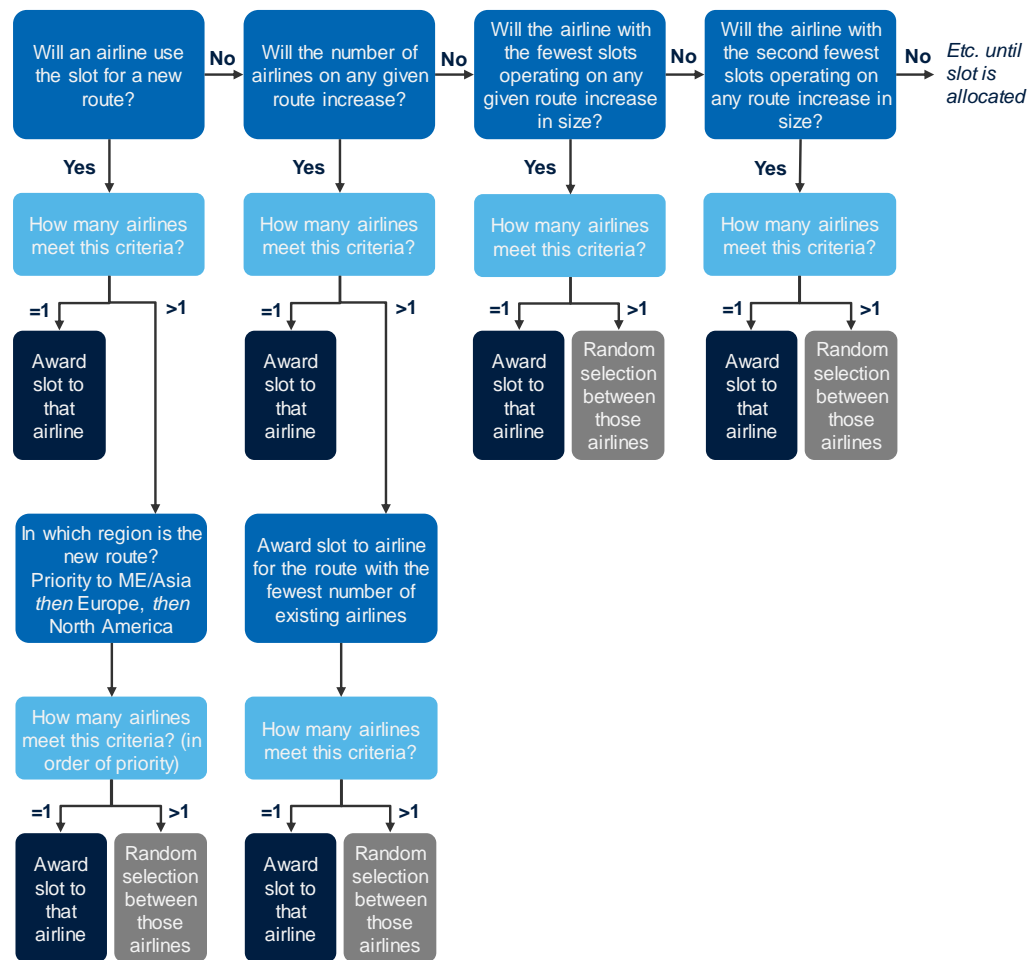 Will an airline use
the slot for a new
route?
No
Will the number of
airlines on any given
route increase?
No
Will the airline with
the fewest slots
operating on any
given route increase
in size?
No
Will the airline with
the second fewest
slots operating on
any route increase in
size?
No
Etc. until
slot is
allocated
Yes
Yes
Yes
Yes
How many airlines
meet this criteria?
How many airlines
meet this criteria?
How many airlines
meet this criteria?
How many airlines
meet this criteria?
=1
>1
=1
>1
=1
>1
=1
>1
Award
slot to
that
airline
Award
slot to
that
airline
Award
slot to
that
airline
Random
selection
between
those
airlines
Award
slot to
that
airline
Random
selection
between
those
airlines
In which region is the
new route?
Priority to ME/Asia
then Europe, then
North America
Award slot to airline
for the route with the
fewest number of
existing airlines
How many airlines
meet this criteria? (in
order of priority)
How many airlines
meet this criteria?
=1
>1
=1
>1
Award
slot to
that
airline
Random
selection
between
those
airlines
Award
slot to
that
airline
Random
selection
between
those
airlines